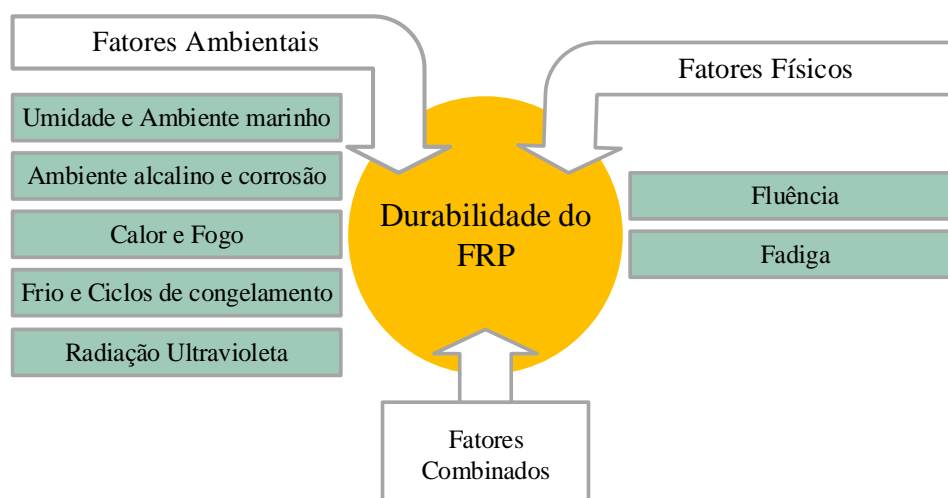 Fatores Ambientais
Umidade e Ambiente marinho
Ambiente alcalino e corrosão
Calor e Fogo
Frio e Ciclos de congelamento
Radiação Ultravioleta
Durabilidade do
FRP
Fatores Físicos
Fluência
Fadiga
Fatores
Combinados